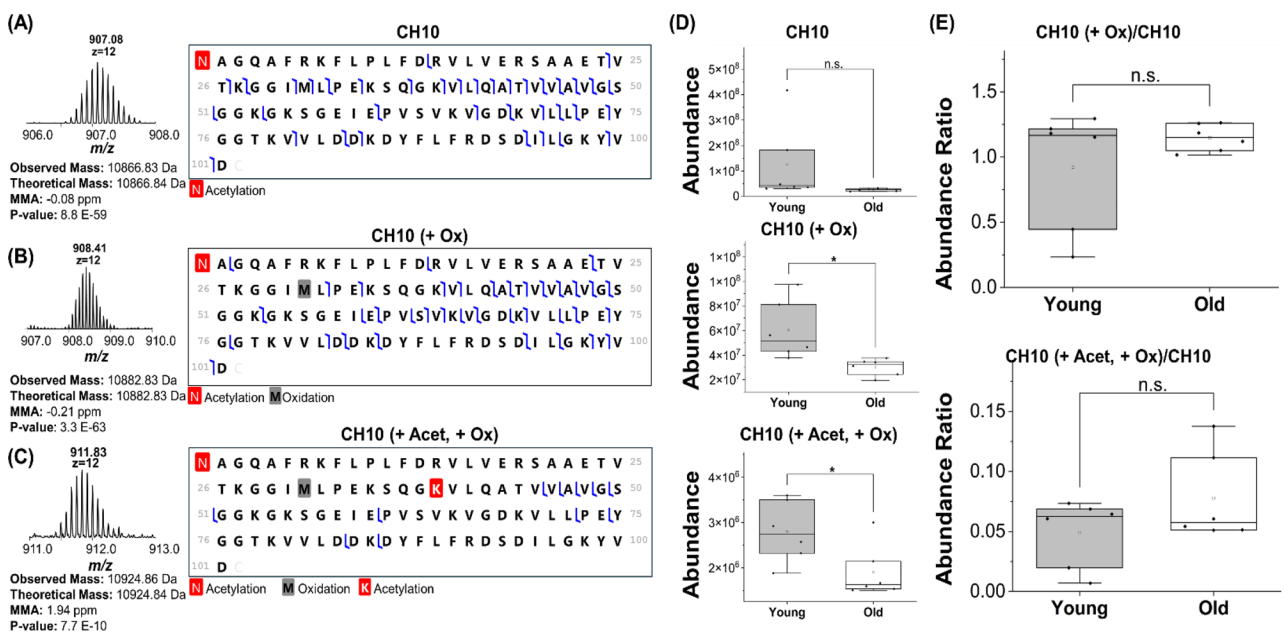 (A)
907.08
z=12
906.0 907.0 908.0
m/z
Observed Mass: 10866.83 Da
Theoretical Mass: 10866.84 Da
MMA: -0.08 ppm
P-value: 8.8 E-59
CH10
N A G Q A F R K F L P L F D R V L V E R S A A E T V 25
26 T K G G I M L P E K S Q G K V L Q A T V V A V G S 50
51 G G K G K S G E I E P V S V K V G D K V L L P E Y 75
76 G G T K V V L D D K D Y F L F R D S D I L G K Y V 100
101 D C
N Acetylation
(B)
908.41
z=12
907.0 908.0 909.0 910.0
m/z
Observed Mass: 10882.83 Da
Theoretical Mass: 10882.83 Da
MMA: -0.21 ppm
P-value: 3.3 E-63
CH10 (+ Ox)
N A G Q A F R K F L P L F D R V L V E R S A A E T V 25
26 T K G G I M L P E K S Q G K V L Q A T V V A V G S 50
51 G G K G K S G E I E P V S V K V G D K V L L P E Y 75
76 G G T K V V L D D K D Y F L F R D S D I L G K Y V 100
101 D C
N Acetylation M Oxidation
(C)
911.83
z=12
911.0 912.0 913.0
m/z
Observed Mass: 10924.86 Da
Theoretical Mass: 10924.84 Da
MMA: 1.94 ppm
P-value: 7.7 E-10
CH10 (+ Acet, + Ox)
N A G Q A F R K F L P L F D R V L V E R S A A E T V 25
26 T K G G I M L P E K S Q G K V L Q A T V V A V G S 50
51 G G K G K S G E I E P V S V K V G D K V L L P E Y 75
76 G G T K V V L D D K D Y F L F R D S D I L G K Y V 100
101 D C
N Acetylation M Oxidation K Acetylation
(D)
CH10
Abundance
5×10⁸
4×10⁸
3×10⁸
2×10⁸
1×10⁸
0
n.s.
Young Old
CH10 (+ Ox)
Abundance
1×10⁸
1×10⁸
8×10⁷
6×10⁷
4×10⁷
2×10⁷
*
Young Old
CH10 (+ Acet, + Ox)
Abundance
4×10⁶
3×10⁶
2×10⁶
*
Young Old
(E)
CH10 (+ Ox)/CH10
Abundance Ratio
1.5
1.0
0.5
0.0
n.s.
Young Old
CH10 (+ Acet, + Ox)/CH10
Abundance Ratio
0.15
0.10
0.05
0.00
n.s.
Young Old